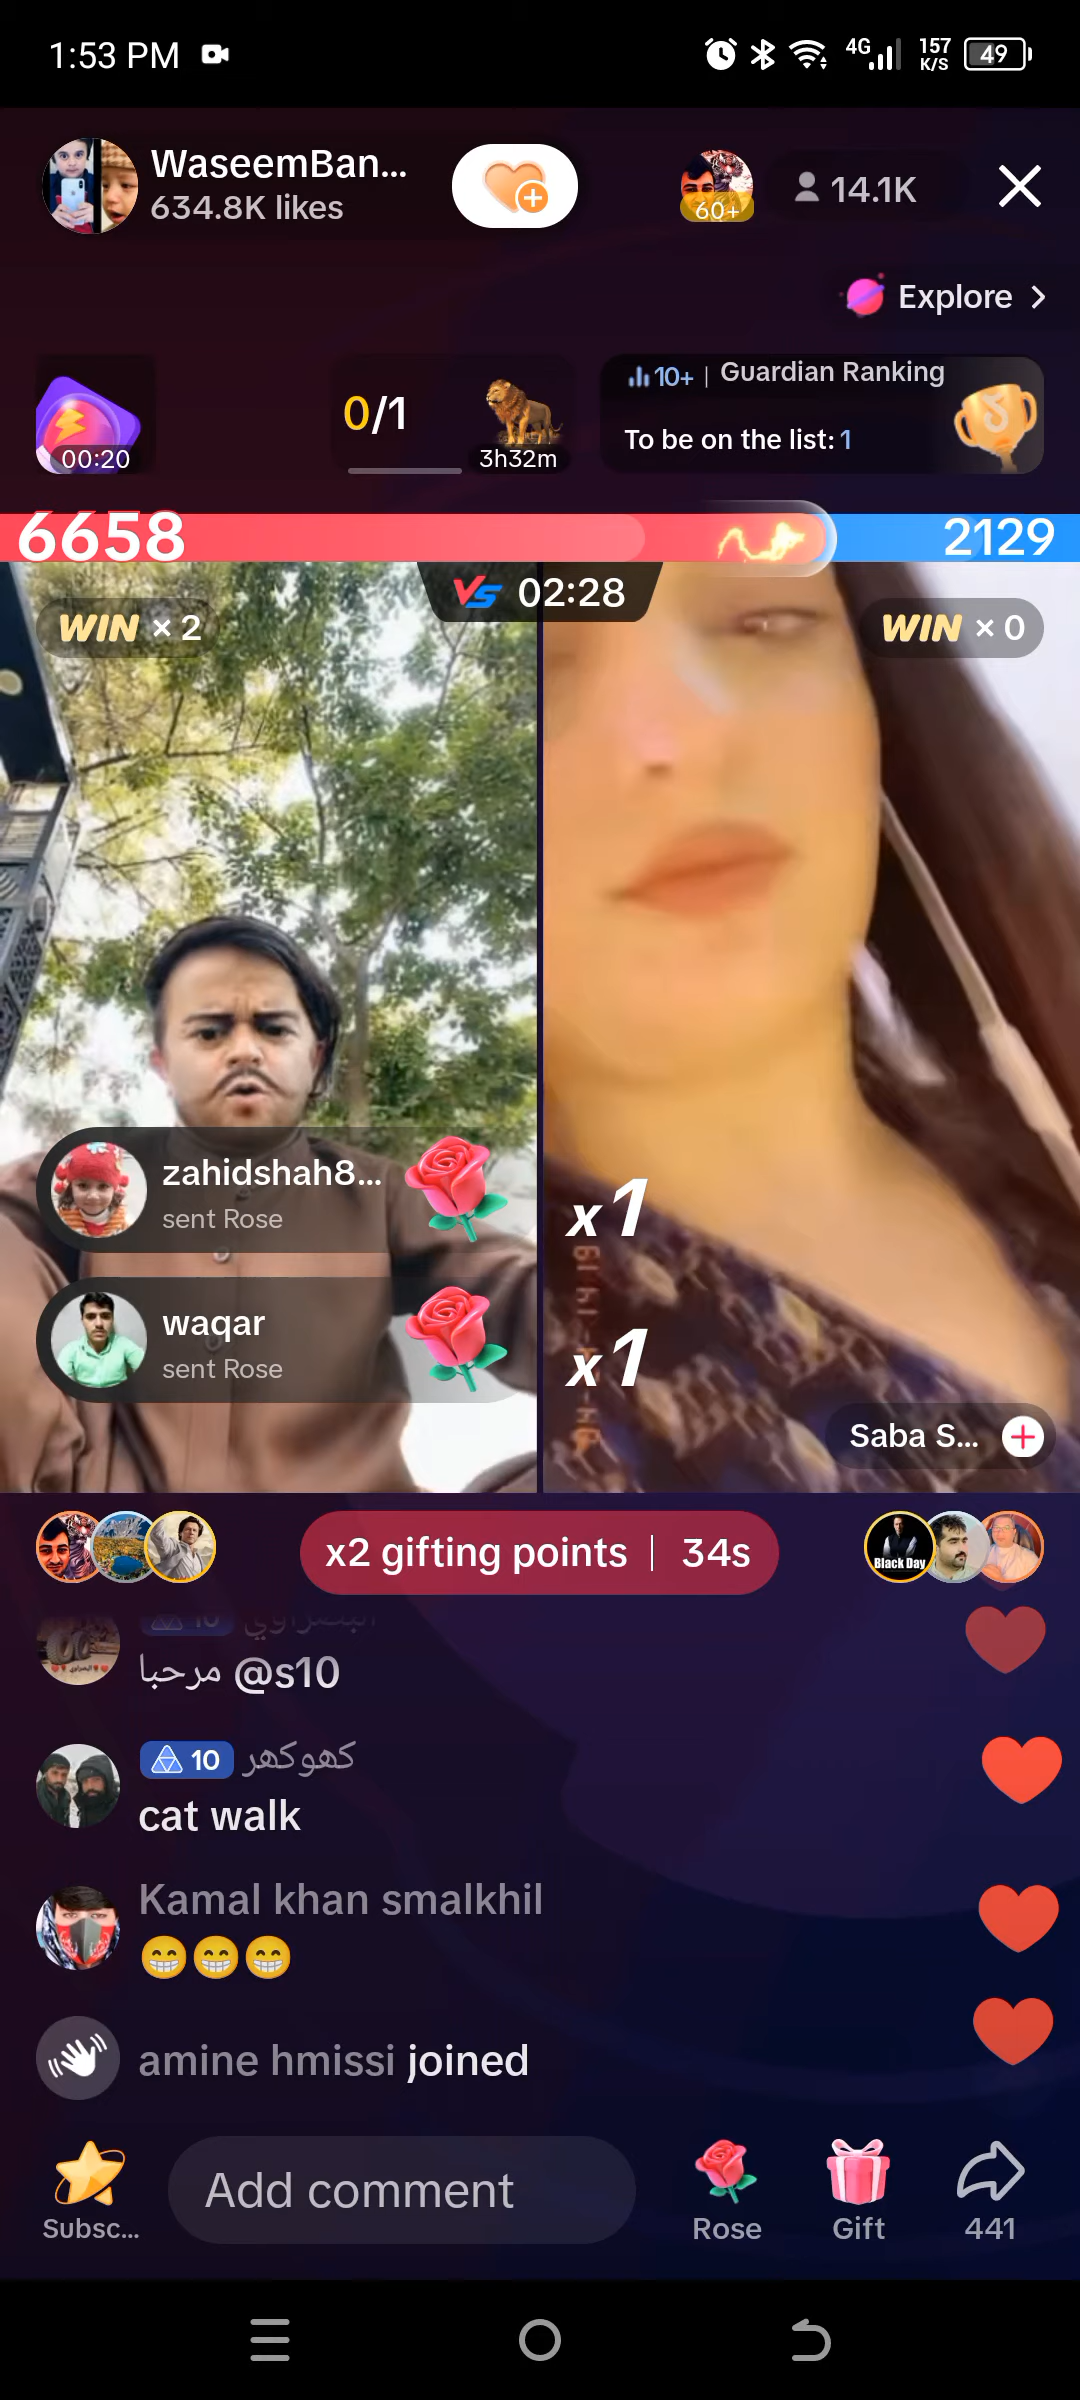 1:53 PM
4G
157
K/S
49
WaseemBan...
634.8K likes
60+
14.1K
Explore
00:20
0/1
3h32m
10+ | Guardian Ranking
To be on the list: 1
6658
2129
VS 02:28
WIN × 2
WIN × 0
zahidshah8...
sent Rose
x1
waqar
sent Rose
x1
Saba S...
x2 gifting points | 34s
Black Day
10 البصراوي
مرحبا @s10
10 كهوكهر
cat walk
Kamal khan smalkhil
😁😁😁
amine hmissi joined
Subsc...
Add comment
Rose
Gift
441